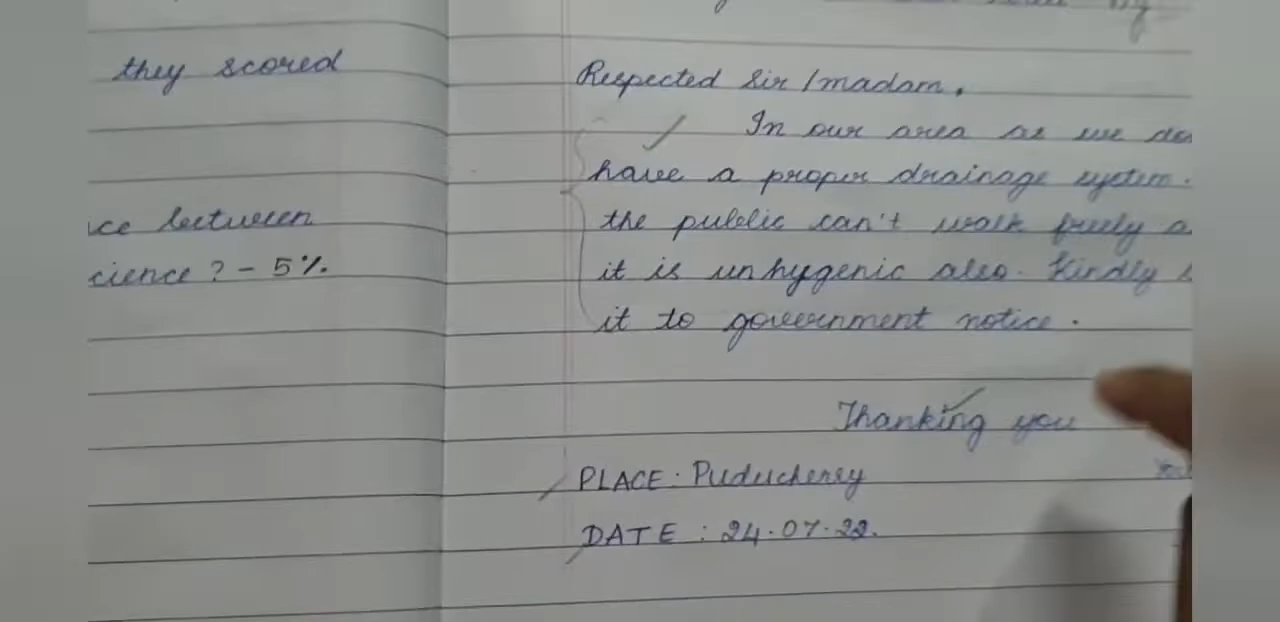 they scored
ce between
cience ? - 5%.
Respected Sir / madam,
In our area as we do
have a proper drainage system.
the public can't walk freely a
it is unhygenic also. Kindly
it to government notice.
Thanking you
PLACE : Puducherry
DATE : 24.07.22.